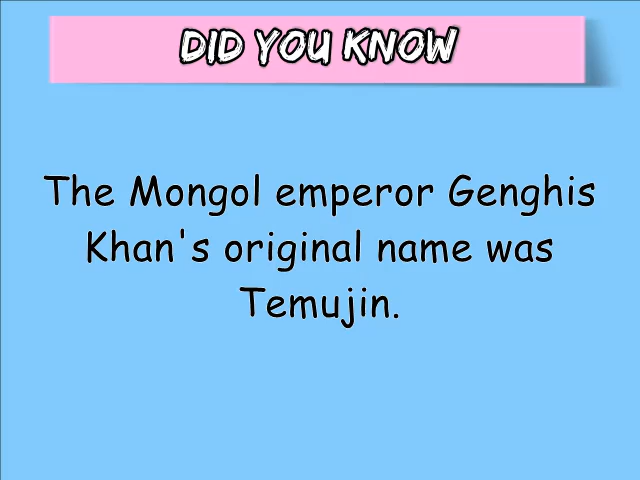 DID YOU KNOW
The Mongol emperor Genghis
Khan's original name was
Temujin.